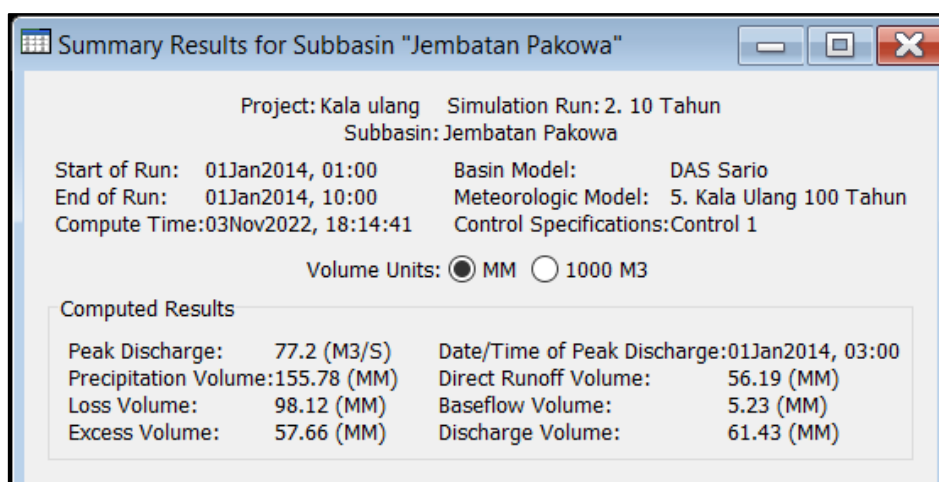 Summary Results for Subbasin "Jembatan Pakowa"
Project: Kala ulang Simulation Run: 2. 10 Tahun
Subbasin: Jembatan Pakowa
Start of Run: 01Jan2014, 01:00 Basin Model: DAS Sario
End of Run: 01Jan2014, 10:00 Meteorologic Model: 5. Kala Ulang 100 Tahun
Compute Time:03Nov2022, 18:14:41 Control Specifications:Control 1
Volume Units: MM 1000 M3
Computed Results
Peak Discharge: 77.2 (M3/S) Date/Time of Peak Discharge:01Jan2014, 03:00
Precipitation Volume:155.78 (MM) Direct Runoff Volume: 56.19 (MM)
Loss Volume: 98.12 (MM) Baseflow Volume: 5.23 (MM)
Excess Volume: 57.66 (MM) Discharge Volume: 61.43 (MM)